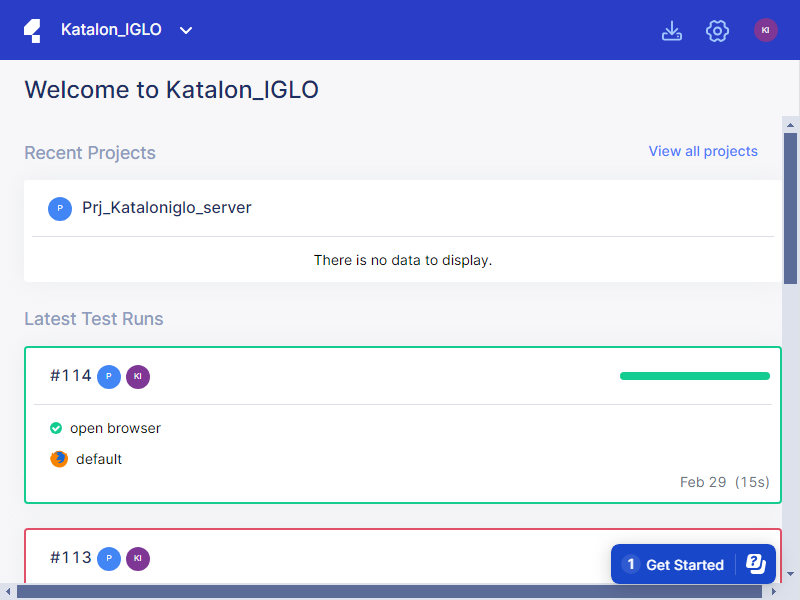 Katalon_IGLO
KI
Welcome to Katalon_IGLO
Recent Projects
View all projects
P
Prj_Kataloniglo_server
There is no data to display.
Latest Test Runs
#114
P
KI
open browser
default
Feb 29 (15s)
#113
P
KI
1 Get Started
?